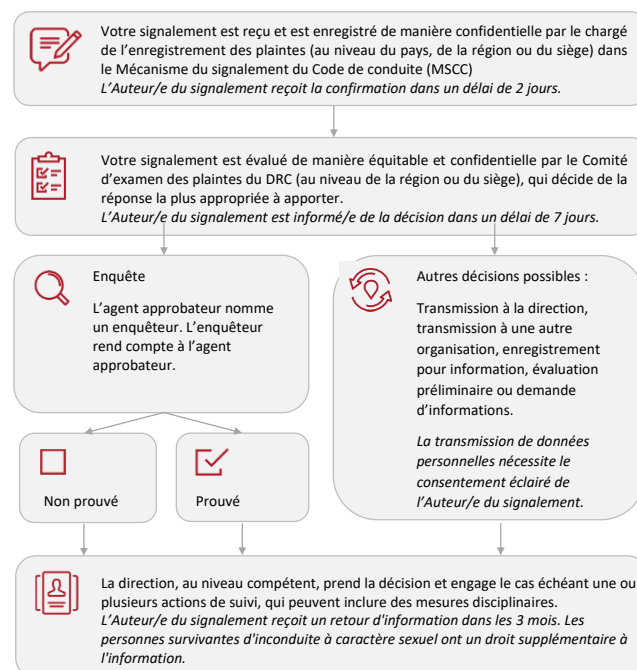 Votre signalement est reçu et est enregistré de manière confidentielle par le chargé
de l’enregistrement des plaintes (au niveau du pays, de la région ou du siège) dans
le Mécanisme du signalement du Code de conduite (MSCC)
L’Auteur/e du signalement reçoit la confirmation dans un délai de 2 jours.
Votre signalement est évalué de manière équitable et confidentielle par le Comité
d’examen des plaintes du DRC (au niveau de la région ou du siège), qui décide de la
réponse la plus appropriée à apporter.
L’Auteur/e du signalement est informé/e de la décision dans un délai de 7 jours.
Enquête
L’agent approbateur nomme
un enquêteur. L’enquêteur
rend compte à l’agent
approbateur.
Autres décisions possibles :
Transmission à la direction,
transmission à une autre
organisation, enregistrement
pour information, évaluation
préliminaire ou demande
d’informations.
La transmission de données
personnelles nécessite le
consentement éclairé de
l’Auteur/e du signalement.
Non prouvé
Prouvé
La direction, au niveau compétent, prend la décision et engage le cas échéant une ou
plusieurs actions de suivi, qui peuvent inclure des mesures disciplinaires.
L’Auteur/e du signalement reçoit un retour d'information dans les 3 mois. Les
personnes survivantes d'inconduite à caractère sexuel ont un droit supplémentaire à
l'information.